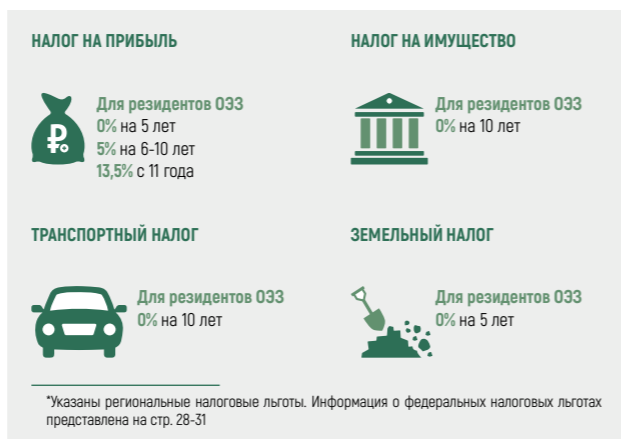 НАЛОГ НА ПРИБЫЛЬ
Для резидентов ОЭЗ
0% на 5 лет
5% на 6-10 лет
13,5% с 11 года
НАЛОГ НА ИМУЩЕСТВО
Для резидентов ОЭЗ
0% на 10 лет
ТРАНСПОРТНЫЙ НАЛОГ
Для резидентов ОЭЗ
0% на 10 лет
ЗЕМЕЛЬНЫЙ НАЛОГ
Для резидентов ОЭЗ
0% на 5 лет
*Указаны региональные налоговые льготы. Информация о федеральных налоговых льготах
представлена на стр. 28-31